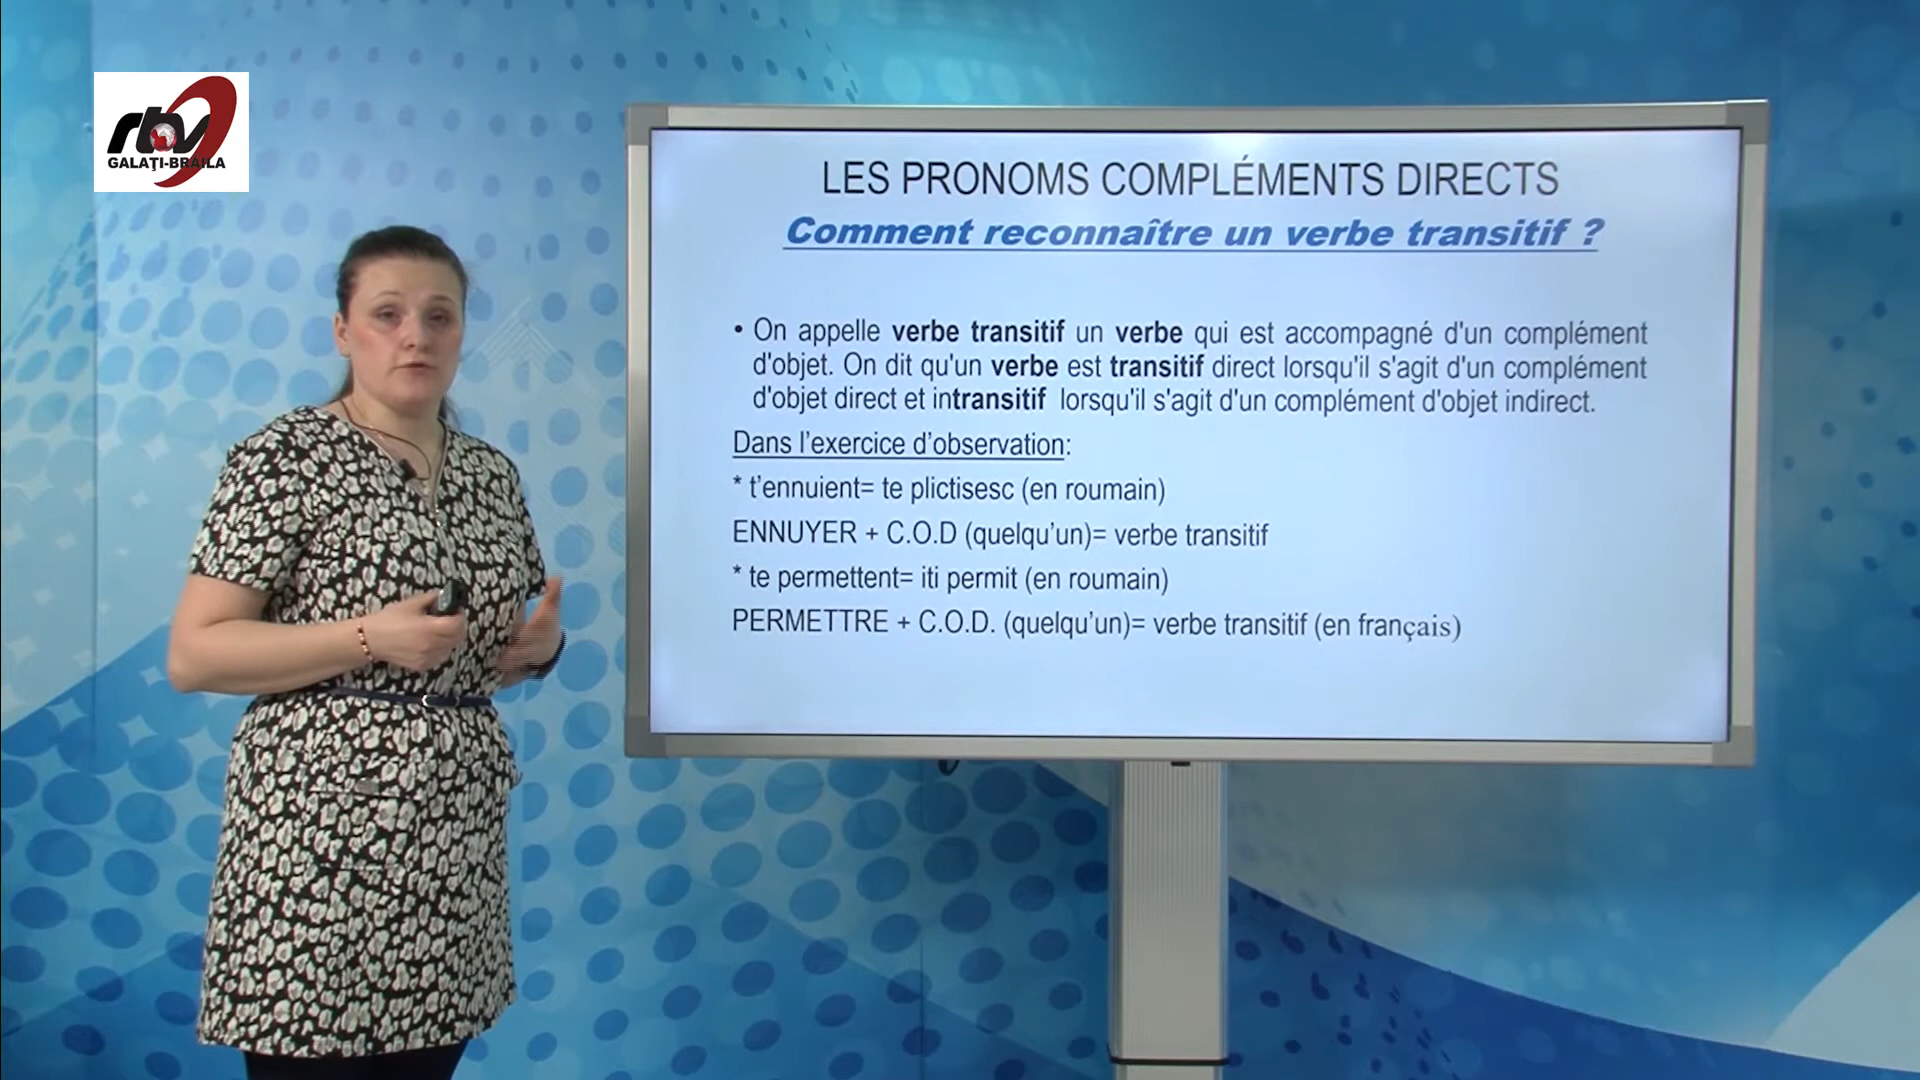 rtv
GALAŢI-BRĂILA
LES PRONOMS COMPLÉMENTS DIRECTS
Comment reconnaître un verbe transitif ?
• On appelle verbe transitif un verbe qui est accompagné d'un complément
d'objet. On dit qu'un verbe est transitif direct lorsqu'il s'agit d'un complément
d'objet direct et intransitif lorsqu'il s'agit d'un complément d'objet indirect.
Dans l’exercice d’observation:
* t’ennuient= te plictisesc (en roumain)
ENNUYER + C.O.D (quelqu’un)= verbe transitif
* te permettent= iti permit (en roumain)
PERMETTRE + C.O.D. (quelqu’un)= verbe transitif (en français)